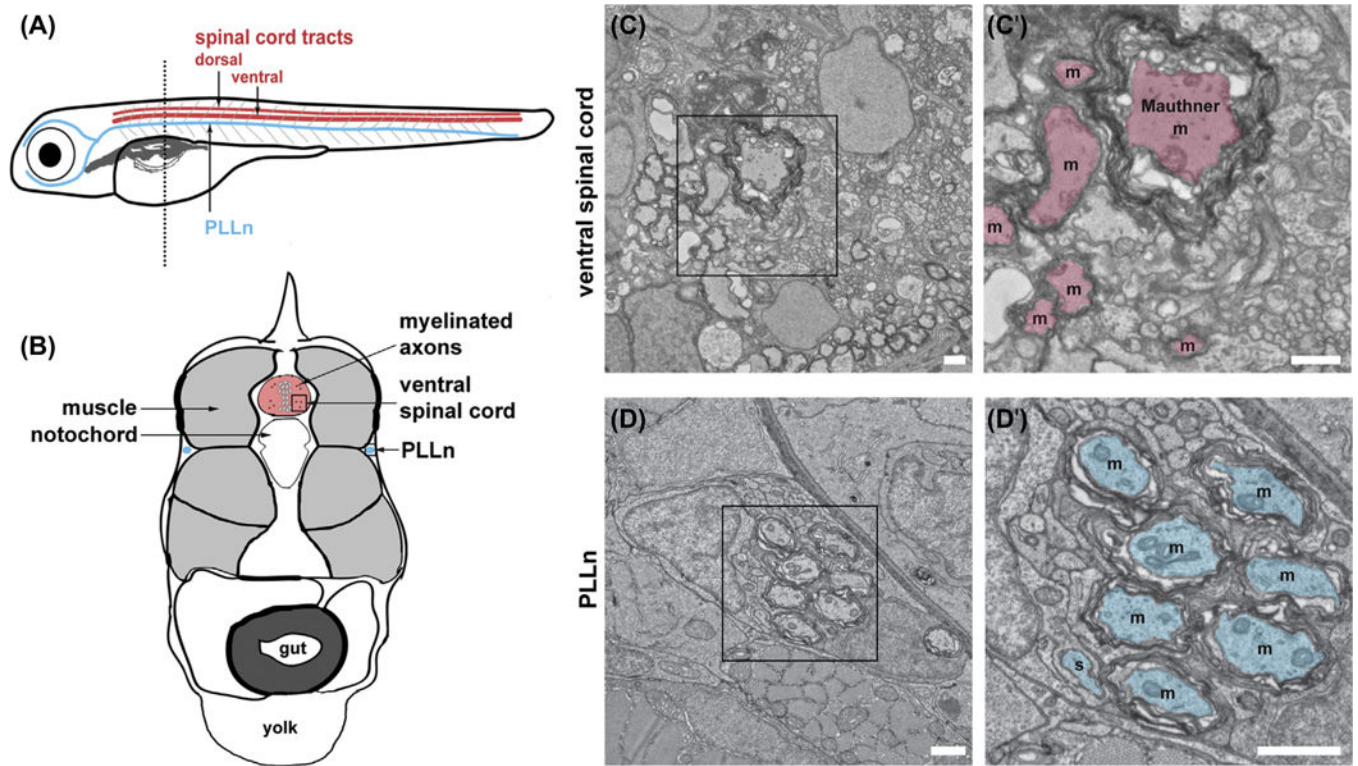 (A)
spinal cord tracts
dorsal
ventral
PLLn
(B)
myelinated
axons
ventral
spinal cord
muscle
notochord
PLLn
gut
yolk
ventral spinal cord
(C)
(C')
m
Mauthner
m
m
m
m
m
m
PLLn
(D)
(D')
m
m
m
m
m
m
s
m